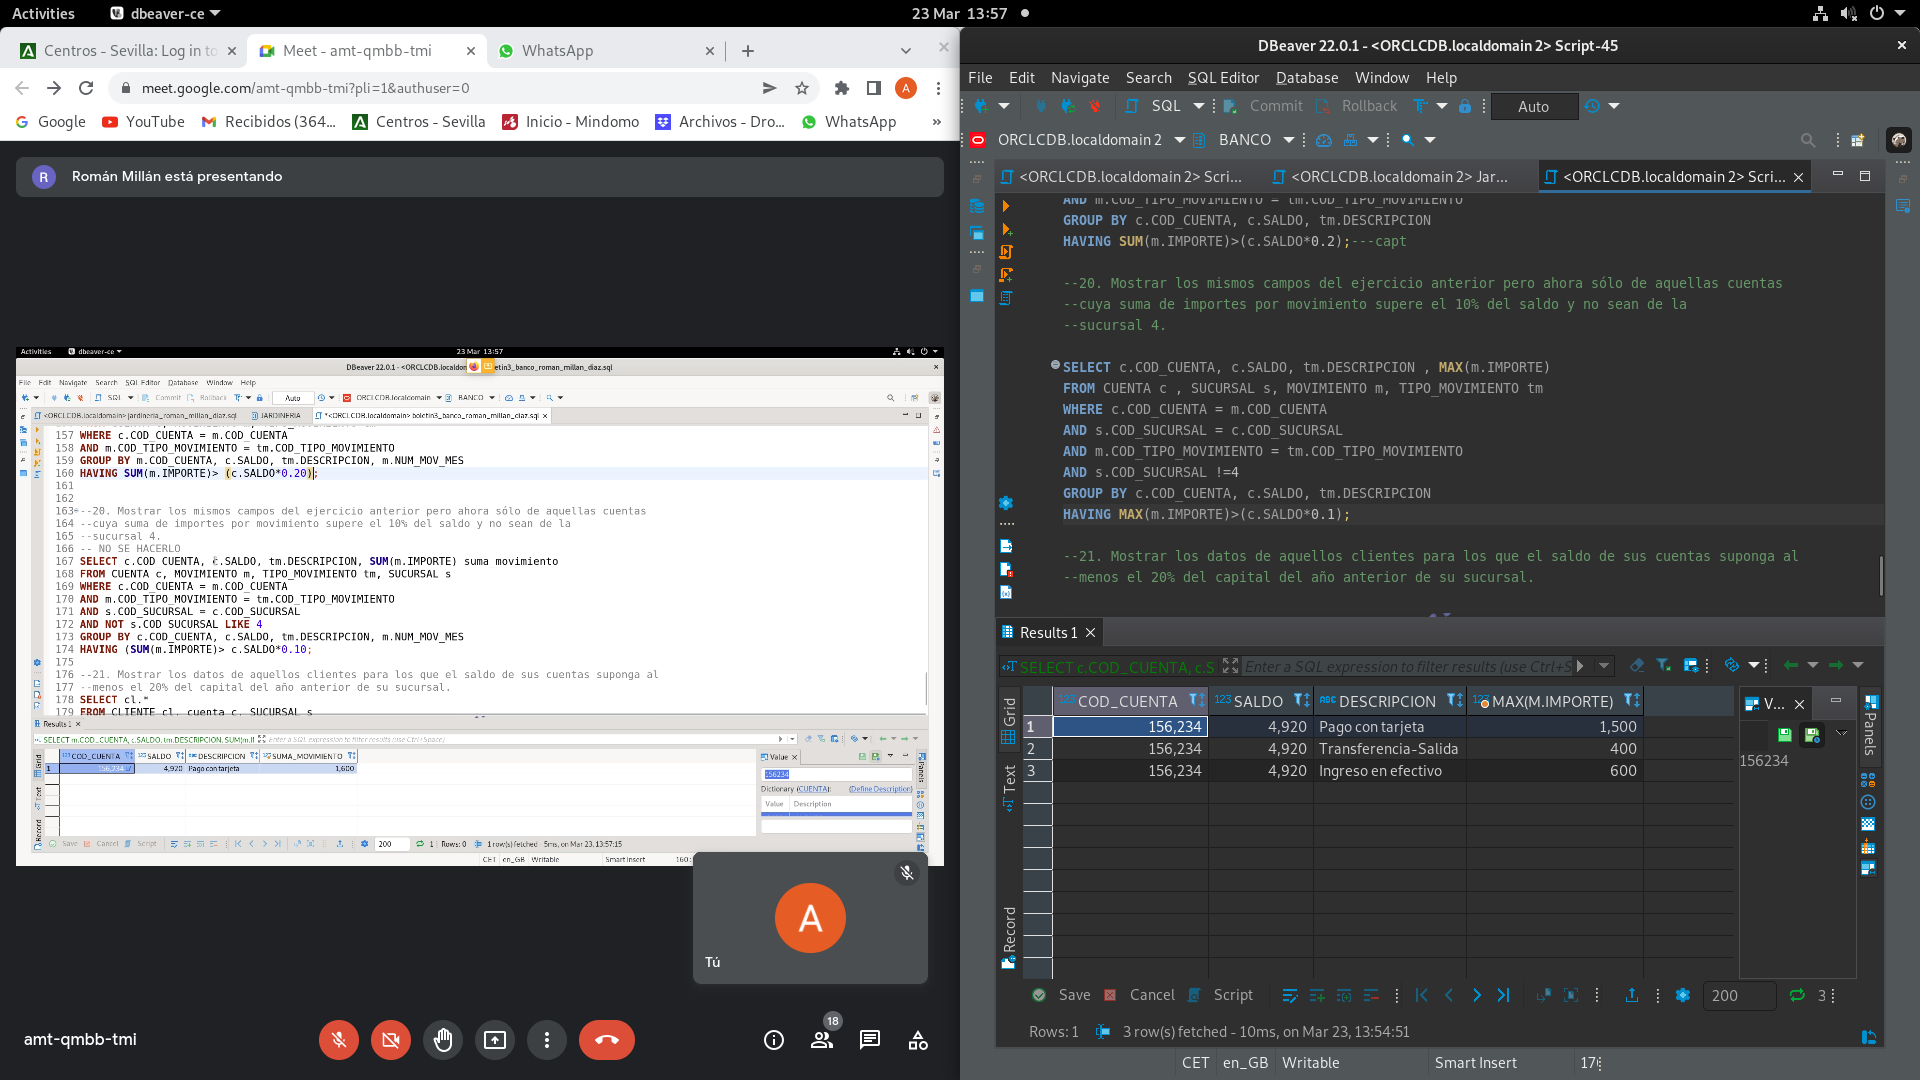 Activities
dbeaver-ce
23 Mar 13:57
Centros - Sevilla: Log in to
Meet - amt-qmbb-tmi
WhatsApp
meet.google.com/amt-qmbb-tmi?pli=1&authuser=0
A
Google
YouTube
Recibidos (364...
Centros - Sevilla
Inicio - Mindomo
Archivos - Dro...
WhatsApp
»
R
Román Millán está presentando
Activities
dbeaver-ce
23 Mar 13:57
DBeaver 22.0.1 - <ORCLCDB.localdom
etin3_banco_roman_millan_diaz.sql
File Edit Navigate Search SQL Editor Database Window Help
SQL
Commit
Rollback
Auto
ORCLCDB.localdomain
BANCO
<ORCLCDB.localdomain> jardineria_roman_millan_diaz.sql
JARDINERIA
*<ORCLCDB.localdomain> boletin3_banco_roman_millan_diaz.sql
157 WHERE c.COD_CUENTA = m.COD_CUENTA
158 AND m.COD_TIPO_MOVIMIENTO = tm.COD_TIPO_MOVIMIENTO
159 GROUP BY m.COD_CUENTA, c.SALDO, tm.DESCRIPCION, m.NUM_MOV_MES
160 HAVING SUM(m.IMPORTE)> (c.SALDO*0.20);
161
162
163 --20. Mostrar los mismos campos del ejercicio anterior pero ahora sólo de aquellas cuentas
164 --cuya suma de importes por movimiento supere el 10% del saldo y no sean de la
165 --sucursal 4.
166 -- NO SE HACERLO
167 SELECT c.COD_CUENTA, c.SALDO, tm.DESCRIPCION, SUM(m.IMPORTE) suma_movimiento
168 FROM CUENTA c, MOVIMIENTO m, TIPO_MOVIMIENTO tm, SUCURSAL s
169 WHERE c.COD_CUENTA = m.COD_CUENTA
170 AND m.COD_TIPO_MOVIMIENTO = tm.COD_TIPO_MOVIMIENTO
171 AND s.COD_SUCURSAL = c.COD_SUCURSAL
172 AND NOT s.COD_SUCURSAL LIKE 4
173 GROUP BY c.COD_CUENTA, c.SALDO, tm.DESCRIPCION, m.NUM_MOV_MES
174 HAVING (SUM(m.IMPORTE)> c.SALDO*0.10;
175
176 --21. Mostrar los datos de aquellos clientes para los que el saldo de sus cuentas suponga al
177 --menos el 20% del capital del año anterior de su sucursal.
178 SELECT cl.*
179 FROM CLIENTE cl, cuenta c, SUCURSAL s
Results 1
SELECT m.COD_CUENTA, c.SALDO, tm.DESCRIPCION, SUM(m.I
Enter a SQL expression to filter results (use Ctrl+Space)
Grid
Text
Record
COD_CUENTA
SALDO
DESCRIPCION
SUMA_MOVIMIENTO
1
156,234
4,920
Pago con tarjeta
1,600
Value
156234
Dictionary (CUENTA):
(Define Description)
Value
Description
Panels
Save
Cancel
Script
200
1
Rows: 0
1 row(s) fetched - 5ms, on Mar 23, 13:57:15
CET
en_GB
Writable
Smart Insert
160:
A
Tú
amt-qmbb-tmi
18
DBeaver 22.0.1 - <ORCLCDB.localdomain 2> Script-45
File Edit Navigate Search SQL Editor Database Window Help
SQL
Commit
Rollback
Auto
ORCLCDB.localdomain 2
BANCO
<ORCLCDB.localdomain 2> Scri...
<ORCLCDB.localdomain 2> Jar...
<ORCLCDB.localdomain 2> Scri...
AND m.COD_TIPO_MOVIMIENTO = tm.COD_TIPO_MOVIMIENTO
GROUP BY c.COD_CUENTA, c.SALDO, tm.DESCRIPCION
HAVING SUM(m.IMPORTE)>(c.SALDO*0.2);---capt
--20. Mostrar los mismos campos del ejercicio anterior pero ahora sólo de aquellas cuentas
--cuya suma de importes por movimiento supere el 10% del saldo y no sean de la
--sucursal 4.
SELECT c.COD_CUENTA, c.SALDO, tm.DESCRIPCION , MAX(m.IMPORTE)
FROM CUENTA c , SUCURSAL s, MOVIMIENTO m, TIPO_MOVIMIENTO tm
WHERE c.COD_CUENTA = m.COD_CUENTA
AND s.COD_SUCURSAL = c.COD_SUCURSAL
AND m.COD_TIPO_MOVIMIENTO = tm.COD_TIPO_MOVIMIENTO
AND s.COD_SUCURSAL !=4
GROUP BY c.COD_CUENTA, c.SALDO, tm.DESCRIPCION
HAVING MAX(m.IMPORTE)>(c.SALDO*0.1);
--21. Mostrar los datos de aquellos clientes para los que el saldo de sus cuentas suponga al
--menos el 20% del capital del año anterior de su sucursal.
Results 1
SELECT c.COD_CUENTA, c.S
Enter a SQL expression to filter results (use Ctrl+S
Grid
Text
Record
123 COD_CUENTA
123 SALDO
ABC DESCRIPCION
123 MAX(M.IMPORTE)
1 156,234 4,920 Pago con tarjeta 1,500
2 156,234 4,920 Transferencia-Salida 400
3 156,234 4,920 Ingreso en efectivo 600
V...
156234
Panels
Save
Cancel
Script
200
3
Rows: 1
3 row(s) fetched - 10ms, on Mar 23, 13:54:51
CET
en_GB
Writable
Smart Insert